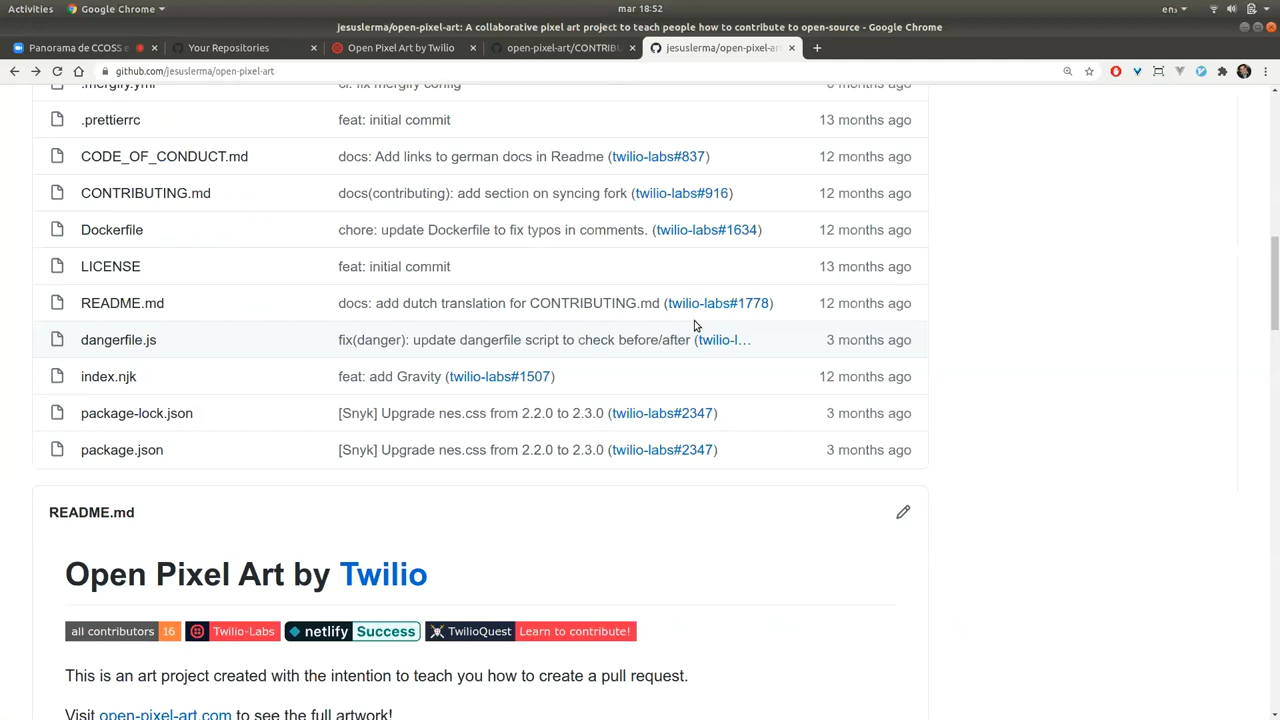 Activities Google Chrome mar 18:52 en
jesuslerma/open-pixel-art: A collaborative pixel art project to teach people how to contribute to open-source - Google Chrome
Panorama de CCOSS Your Repositories Open Pixel Art by Twilio open-pixel-art/CONTRIBU jesuslerma/open-pixel-ar
github.com/jesuslerma/open-pixel-art
.mergify.yml ci: fix mergify config 8 months ago
.prettierrc feat: initial commit 13 months ago
CODE_OF_CONDUCT.md docs: Add links to german docs in Readme (twilio-labs#837) 12 months ago
CONTRIBUTING.md docs(contributing): add section on syncing fork (twilio-labs#916) 12 months ago
Dockerfile chore: update Dockerfile to fix typos in comments. (twilio-labs#1634) 12 months ago
LICENSE feat: initial commit 13 months ago
README.md docs: add dutch translation for CONTRIBUTING.md (twilio-labs#1778) 12 months ago
dangerfile.js fix(danger): update dangerfile script to check before/after (twilio-l… 3 months ago
index.njk feat: add Gravity (twilio-labs#1507) 12 months ago
package-lock.json [Snyk] Upgrade nes.css from 2.2.0 to 2.3.0 (twilio-labs#2347) 3 months ago
package.json [Snyk] Upgrade nes.css from 2.2.0 to 2.3.0 (twilio-labs#2347) 3 months ago
README.md
Open Pixel Art by Twilio
all contributors 16 Twilio-Labs netlify Success TwilioQuest Learn to contribute!
This is an art project created with the intention to teach you how to create a pull request.
Visit open-pixel-art.com to see the full artwork!